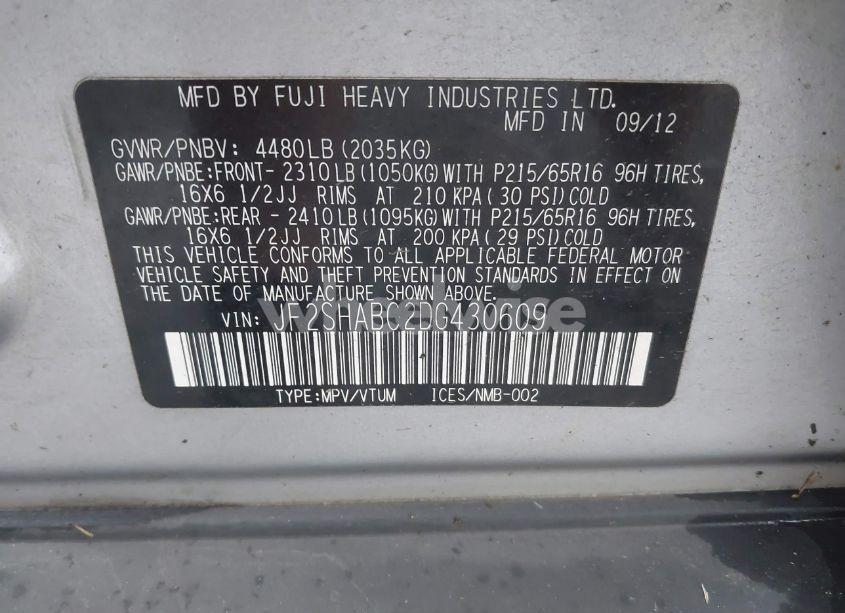 MFD BY FUJI HEAVY INDUSTRIES LTD.
MFD IN 09/12
GVWR/PNBV: 4480LB (2035KG)
GAWR/PNBE:FRONT- 2310LB (1050KG) WITH P215/65R16 96H TIRES,
16X6 1/2JJ RIMS AT 210 KPA ( 30 PSI) COLD
GAWR/PNBE:REAR - 2410LB (1095KG) WITH P215/65R16 96H TIRES,
16X6 1/2JJ RIMS AT 200 KPA ( 29 PSI) COLD
THIS VEHICLE CONFORMS TO ALL APPLICABLE FEDERAL MOTOR
VEHICLE SAFETY AND THEFT PREVENTION STANDARDS IN EFFECT ON
THE DATE OF MANUFACTURE SHOWN ABOVE.
VIN: JF2SHABC2DG430609
TYPE:MPV/VTUM ICES/NMB-002